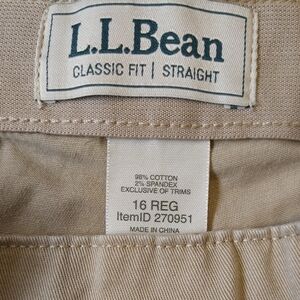 L.L.Bean
CLASSIC FIT | STRAIGHT
98% COTTON
2% SPANDEX
EXCLUSIVE OF TRIMS
16 REG
ItemID 270951
MADE IN CHINA